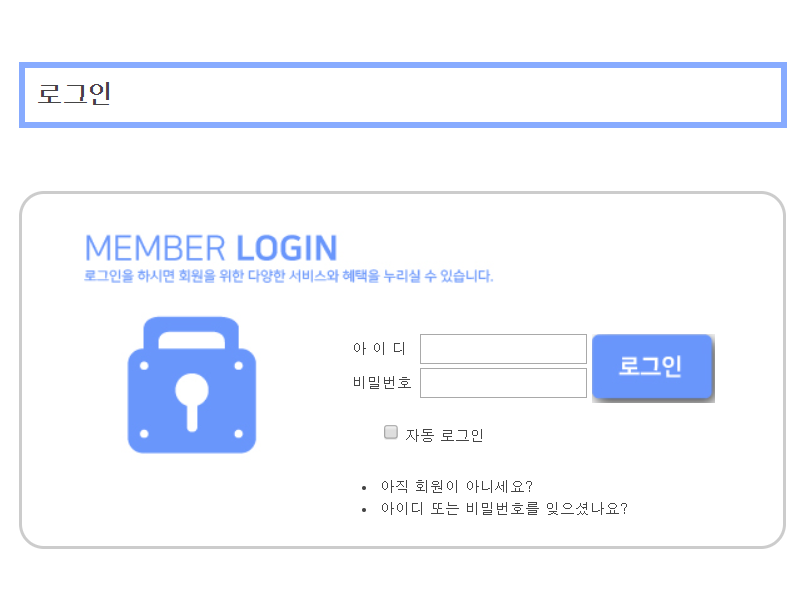 로그인
MEMBER LOGIN
로그인을 하시면 회원을 위한 다양한 서비스와 혜택을 누리실 수 있습니다.
아 이 디
로그인
비밀번호
자동 로그인
• 아직 회원이 아니세요?
• 아이디 또는 비밀번호를 잊으셨나요?